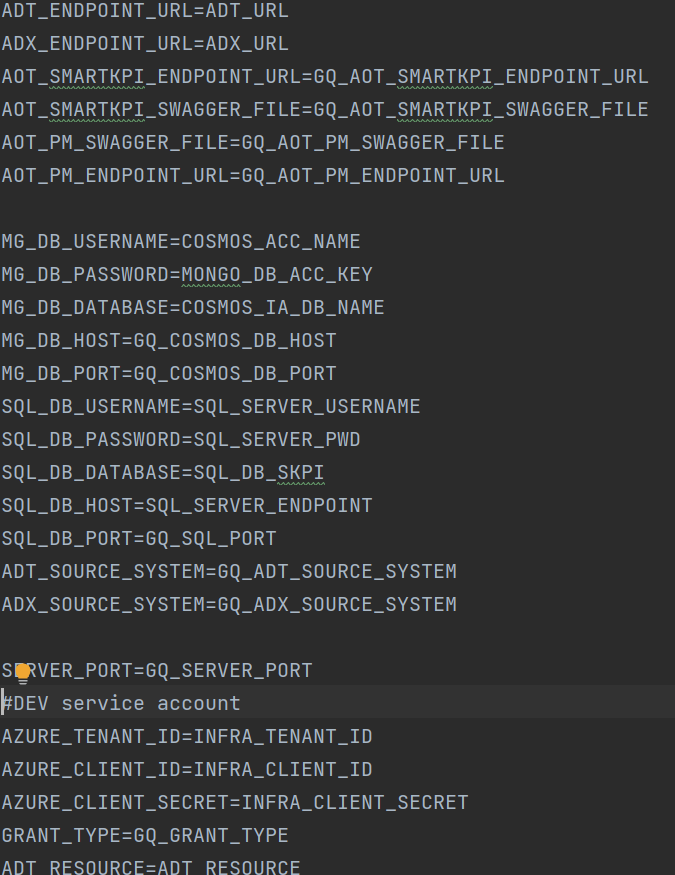 ADT_ENDPOINT_URL=ADT_URL
ADX_ENDPOINT_URL=ADX_URL
AOT_SMARTKPI_ENDPOINT_URL=GQ_AOT_SMARTKPI_ENDPOINT_URL
AOT_SMARTKPI_SWAGGER_FILE=GQ_AOT_SMARTKPI_SWAGGER_FILE
AOT_PM_SWAGGER_FILE=GQ_AOT_PM_SWAGGER_FILE
AOT_PM_ENDPOINT_URL=GQ_AOT_PM_ENDPOINT_URL
MG_DB_USERNAME=COSMOS_ACC_NAME
MG_DB_PASSWORD=MONGO_DB_ACC_KEY
MG_DB_DATABASE=COSMOS_IA_DB_NAME
MG_DB_HOST=GQ_COSMOS_DB_HOST
MG_DB_PORT=GQ_COSMOS_DB_PORT
SQL_DB_USERNAME=SQL_SERVER_USERNAME
SQL_DB_PASSWORD=SQL_SERVER_PWD
SQL_DB_DATABASE=SQL_DB_SKPI
SQL_DB_HOST=SQL_SERVER_ENDPOINT
SQL_DB_PORT=GQ_SQL_PORT
ADT_SOURCE_SYSTEM=GQ_ADT_SOURCE_SYSTEM
ADX_SOURCE_SYSTEM=GQ_ADX_SOURCE_SYSTEM
SERVER_PORT=GQ_SERVER_PORT
#DEV service account
AZURE_TENANT_ID=INFRA_TENANT_ID
AZURE_CLIENT_ID=INFRA_CLIENT_ID
AZURE_CLIENT_SECRET=INFRA_CLIENT_SECRET
GRANT_TYPE=GQ_GRANT_TYPE
ADT_RESOURCE=ADT_RESOURCE